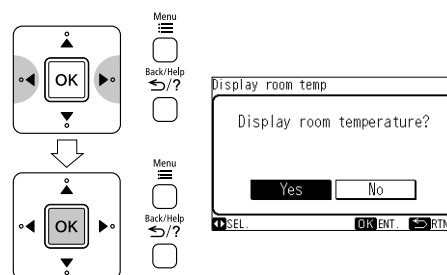 Menu
OK
Back/Help
/?
Menu
OK
Back/Help
/?
Display room temp
Display room temperature?
Yes No
SEL. OK ENT. RTN